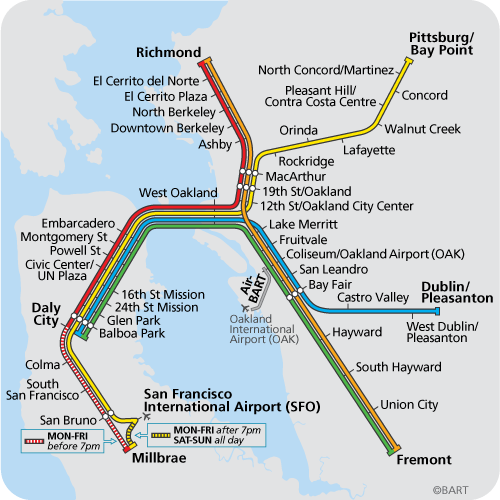 Richmond
El Cerrito del Norte
El Cerrito Plaza
North Berkeley
Downtown Berkeley
Ashby
Pittsburg/
Bay Point
North Concord/Martinez
Concord
Pleasant Hill/
Contra Costa Centre
Walnut Creek
Lafayette
Orinda
Rockridge
MacArthur
19th St/Oakland
12th St/Oakland City Center
West Oakland
Lake Merritt
Fruitvale
Coliseum/Oakland Airport (OAK)
San Leandro
Bay Fair
Air-
BART
Oakland
International
Airport (OAK)
Castro Valley
Dublin/
Pleasanton
West Dublin/
Pleasanton
Hayward
South Hayward
Union City
Fremont
Embarcadero
Montgomery St
Powell St
Civic Center/
UN Plaza
16th St Mission
24th St Mission
Glen Park
Balboa Park
Daly
City
Colma
South
San Francisco
San Bruno
San Francisco
International Airport (SFO)
MON-FRI
before 7pm
MON-FRI after 7pm
SAT-SUN all day
Millbrae
©BART